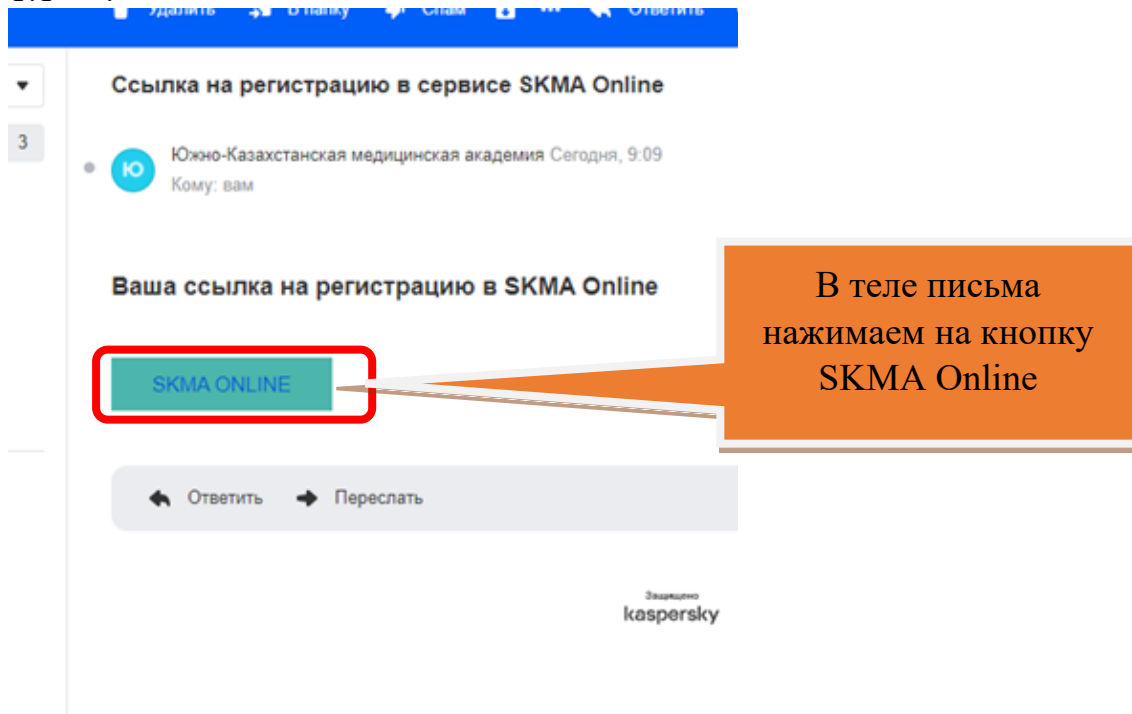 Удалить В папку Спам Ответить
Ссылка на регистрацию в сервисе SKMA Online
3
Ю
Южно-Казахстанская медицинская академия Сегодня, 9:09
Кому: вам
Ваша ссылка на регистрацию в SKMA Online
В теле письма
нажимаем на кнопку
SKMA Online
SKMA ONLINE
Ответить Переслать
Защищено
kaspersky